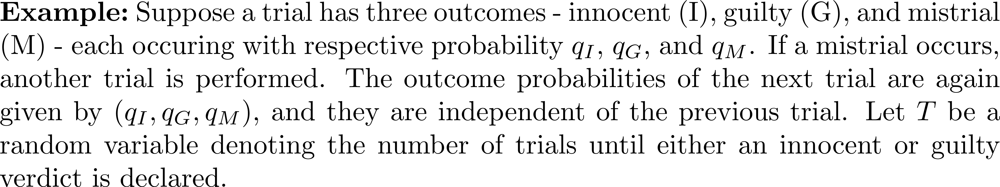 Example: Suppose a trial has three outcomes - innocent (I), guilty (G), and mistrial
(M) - each occuring with respective probability q_I, q_G, and q_M. If a mistrial occurs,
another trial is performed. The outcome probabilities of the next trial are again
given by (q_I, q_G, q_M), and they are independent of the previous trial. Let T be a
random variable denoting the number of trials until either an innocent or guilty
verdict is declared.